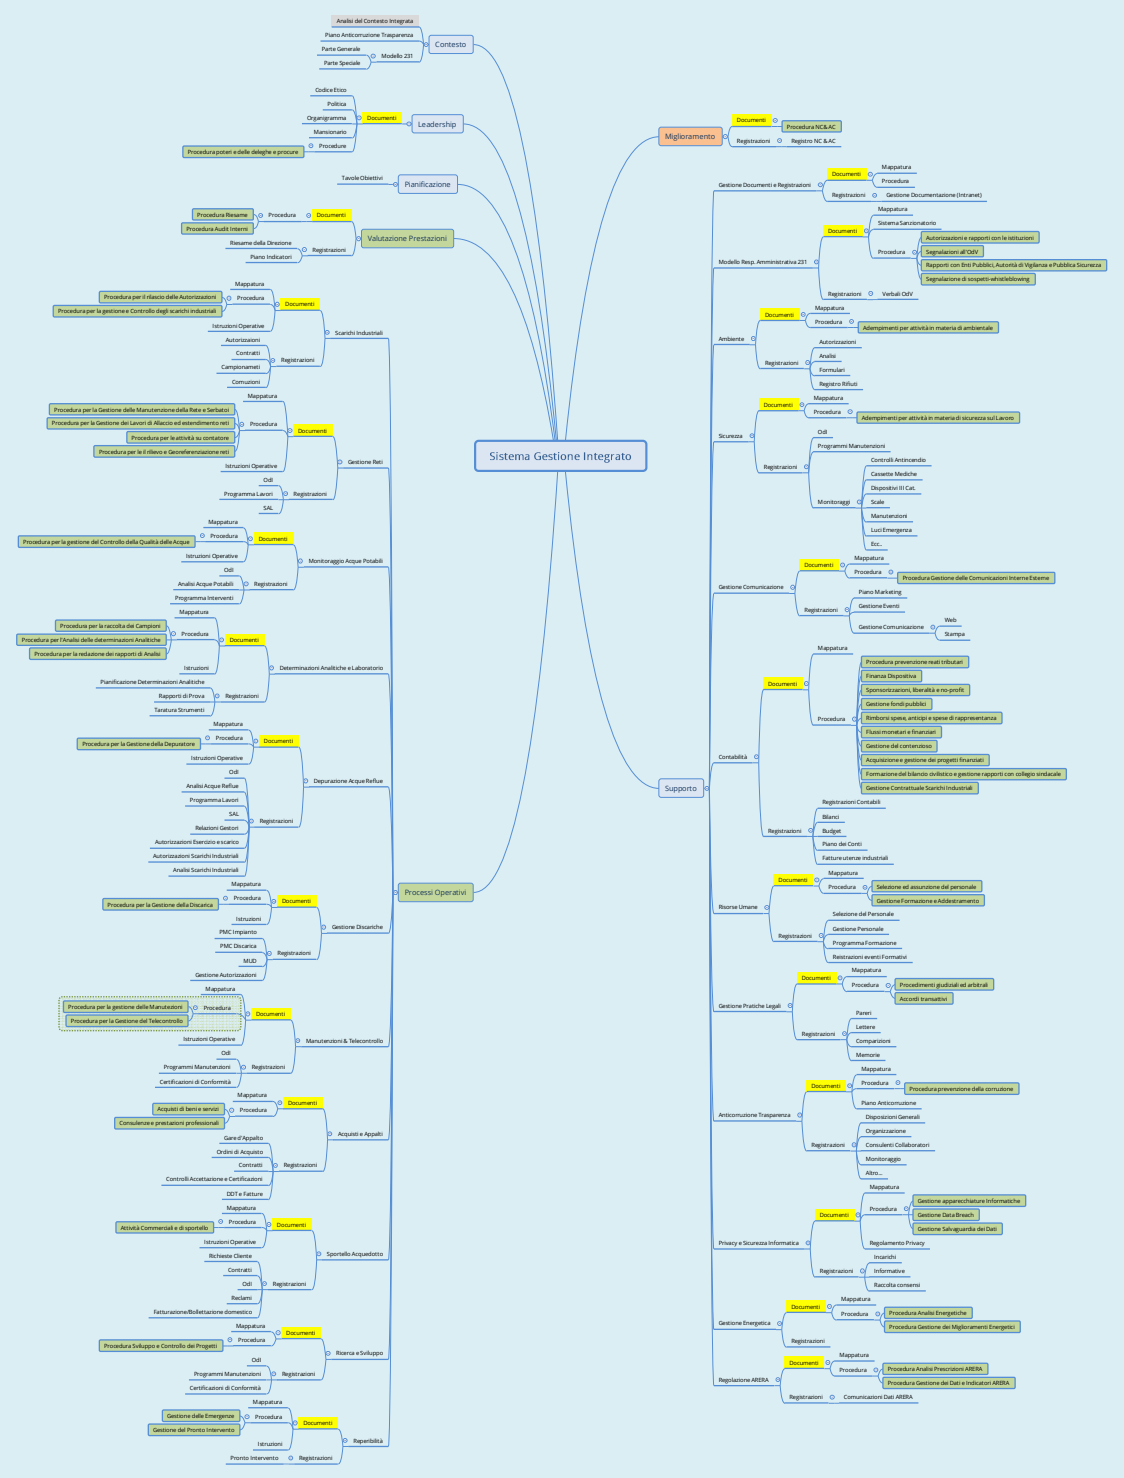 Sistema Gestione Integrato
Contesto
Analisi del Contesto Integrata
Piano Anticorruzione Trasparenza
Modello 231
Parte Generale
Parte Speciale
Leadership
Documenti
Codice Etico
Politica
Organigramma
Mansionario
Procedure
Procedura poteri e delle deleghe a procure
Pianificazione
Tavole Obiettivi
Valutazione Prestazioni
Documenti
Procedura
Procedura Riesame
Procedura Audit Interni
Registrazioni
Riesame della Direzione
Piano Indicatori
Processi Operativi
Scarichi Industriali
Documenti
Mappatura
Procedura
Procedura per il rilascio delle Autorizzazioni
Procedura per la gestione e Controllo degli scarichi industriali
Istruzioni Operative
Registrazioni
Autorizzaioni
Contratti
Campionameti
Comuzioni
Gestione Reti
Documenti
Mappatura
Procedura
Procedura per la Gestione delle Manutenzione della Rete e Serbatoi
Procedura per la Gestione dei Lavori di Allaccio ed estendimento reti
Procedura per le attività su contatore
Procedura per le il rilievo e Georeferenziazione reti
Istruzioni Operative
Registrazioni
Odl
Programma Lavori
SAL
Monitoraggio Acque Potabili
Documenti
Mappatura
Procedura
Procedura per la gestione del Controllo della Qualità delle Acque
Istruzioni Operative
Registrazioni
Odl
Analisi Acque Potabili
Programma Interventi
Determinazioni Analitiche e Laboratorio
Documenti
Mappatura
Procedura
Procedura per la raccolta dei Campioni
Procedura per l'Analisi delle determinazioni Analitiche
Procedura per la redazione dei rapporti di Analisi
Istruzioni
Registrazioni
Pianificazione Determinazioni Analitiche
Rapporti di Prova
Taratura Strumenti
Depurazione Acque Reflue
Documenti
Mappatura
Procedura
Procedura per la Gestione della Depuratore
Istruzioni Operative
Registrazioni
Odl
Analisi Acque Reflue
Programma Lavori
SAL
Relazioni Gestori
Autorizzazioni Esercizio e scarico
Autorizzazioni Scarichi Industriali
Analisi Scarichi Industriali
Gestione Discariche
Documenti
Mappatura
Procedura
Procedura per la Gestione della Discarica
Istruzioni
Registrazioni
PMC Impianto
PMC Discarica
MUD
Gestione Autorizzazioni
Manutenzioni & Telecontrollo
Documenti
Mappatura
Procedura
Procedura per la gestione delle Manutezioni
Procedura per la Gestione del Telecontrollo
Istruzioni Operative
Registrazioni
Odl
Programmi Manutenzioni
Certificazioni di Conformità
Acquisti e Appalti
Documenti
Mappatura
Procedura
Acquisti di beni e servizi
Consulenze e prestazioni professionali
Registrazioni
Gare d'Appalto
Ordini di Acquisto
Contratti
Controlli Accettazione e Certificazioni
DDT e Fatture
Sportello Acquedotto
Documenti
Mappatura
Procedura
Attività Commerciali e di sportello
Istruzioni Operative
Registrazioni
Richieste Cliente
Contratti
Odl
Reclami
Fatturazione/Bollettazione domestico
Ricerca e Sviluppo
Documenti
Mappatura
Procedura
Procedura Sviluppo e Controllo dei Progetti
Registrazioni
Odl
Programmi Manutenzioni
Certificazioni di Conformità
Reperibilità
Documenti
Mappatura
Procedura
Gestione delle Emergenze
Gestione del Pronto Intervento
Istruzioni
Registrazioni
Pronto Intervento
Miglioramento
Documenti
Procedura NC&AC
Registrazioni
Registro NC & AC
Supporto
Gestione Documenti e Registrazioni
Documenti
Mappatura
Procedura
Registrazioni
Gestione Documentazione (Intranet)
Modello Resp. Amministrativa 231
Documenti
Mappatura
Sistema Sanzionatorio
Procedura
Autorizzazioni e rapporti con le istituzioni
Segnalazioni all'OdV
Rapporti con Enti Pubblici, Autorità di Vigilanza e Pubblica Sicurezza
Segnalazione di sospetti-whistleblowing
Registrazioni
Verbali OdV
Ambiente
Documenti
Mappatura
Procedura
Adempimenti per attività in materia di ambientale
Registrazioni
Autorizzazioni
Analisi
Formulari
Registro Rifiuti
Sicurezza
Documenti
Mappatura
Procedura
Adempimenti per attività in materia di sicurezza sul Lavoro
Registrazioni
Odl
Programmi Manutenzioni
Monitoraggi
Controlli Antincendio
Cassette Mediche
Dispositivi III Cat.
Scale
Manutenzioni
Luci Emergenza
Ecc..
Gestione Comunicazione
Documenti
Mappatura
Procedura
Procedura Gestione delle Comunicazioni Interne Esterne
Registrazioni
Piano Marketing
Gestione Eventi
Gestione Comunicazione
Web
Stampa
Contabilità
Documenti
Mappatura
Procedura
Procedura prevenzione reati tributari
Finanza Dispositiva
Sponsorizzazioni, liberalità e no-profit
Gestione fondi pubblici
Rimborsi spese, anticipi e spese di rappresentanza
Flussi monetari e finanziari
Gestione del contenzioso
Acquisizione e gestione dei progetti finanziati
Formazione del bilancio civilistico e gestione rapporti con collegio sindacale
Gestione Contrattuale Scarichi Industriali
Registrazioni
Registrazioni Contabili
Bilanci
Budget
Piano dei Conti
Fatture utenze industriali
Risorse Umane
Documenti
Mappatura
Procedura
Selezione ed assunzione del personale
Gestione Formazione e Addestramento
Registrazioni
Selezione del Personale
Gestione Personale
Programma Formazione
Reistrazioni eventi Formativi
Gestione Pratiche Legali
Documenti
Mappatura
Procedura
Procedimenti giudiziali ed arbitrali
Accordi transattivi
Registrazioni
Pareri
Lettere
Comparizioni
Memorie
Anticorruzione Trasparenza
Documenti
Mappatura
Procedura
Procedura prevenzione della corruzione
Piano Anticorruzione
Registrazioni
Disposizioni Generali
Organizzazione
Consulenti Collaboratori
Monitoraggio
Altro...
Privacy e Sicurezza Informatica
Documenti
Mappatura
Procedura
Gestione apparecchiature Informatiche
Gestione Data Breach
Gestione Salvaguardia dei Dati
Regolamento Privacy
Registrazioni
Incarichi
Informative
Raccolta consensi
Gestione Energetica
Documenti
Mappatura
Procedura
Procedura Analisi Energetiche
Procedura Gestione dei Miglioramenti Energetici
Registrazioni
Regolazione ARERA
Documenti
Mappatura
Procedura
Procedura Analisi Prescrizioni ARERA
Procedura Gestione dei Dati e Indicatori ARERA
Registrazioni
Comunicazioni Dati ARERA